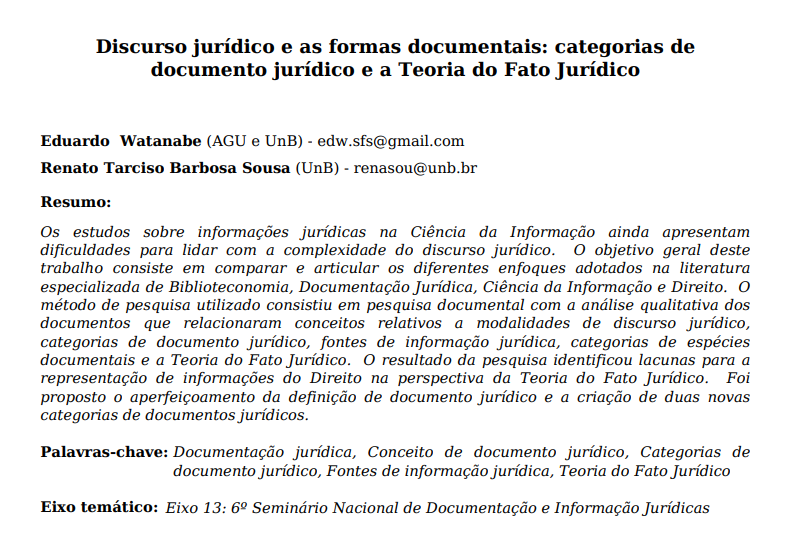 Discurso jurídico e as formas documentais: categorias de
documento jurídico e a Teoria do Fato Jurídico
Eduardo Watanabe (AGU e UnB) - edw.sfs@gmail.com
Renato Tarciso Barbosa Sousa (UnB) - renasou@unb.br
Resumo:
Os estudos sobre informações jurídicas na Ciência da Informação ainda apresentam
dificuldades para lidar com a complexidade do discurso jurídico. O objetivo geral deste
trabalho consiste em comparar e articular os diferentes enfoques adotados na literatura
especializada de Biblioteconomia, Documentação Jurídica, Ciência da Informação e Direito. O
método de pesquisa utilizado consistiu em pesquisa documental com a análise qualitativa dos
documentos que relacionaram conceitos relativos a modalidades de discurso jurídico,
categorias de documento jurídico, fontes de informação jurídica, categorias de espécies
documentais e a Teoria do Fato Jurídico. O resultado da pesquisa identificou lacunas para a
representação de informações do Direito na perspectiva da Teoria do Fato Jurídico. Foi
proposto o aperfeiçoamento da definição de documento jurídico e a criação de duas novas
categorias de documentos jurídicos.
Palavras-chave: Documentação jurídica, Conceito de documento jurídico, Categorias de
documento jurídico, Fontes de informação jurídica, Teoria do Fato Jurídico
Eixo temático: Eixo 13: 6º Seminário Nacional de Documentação e Informação Jurídicas